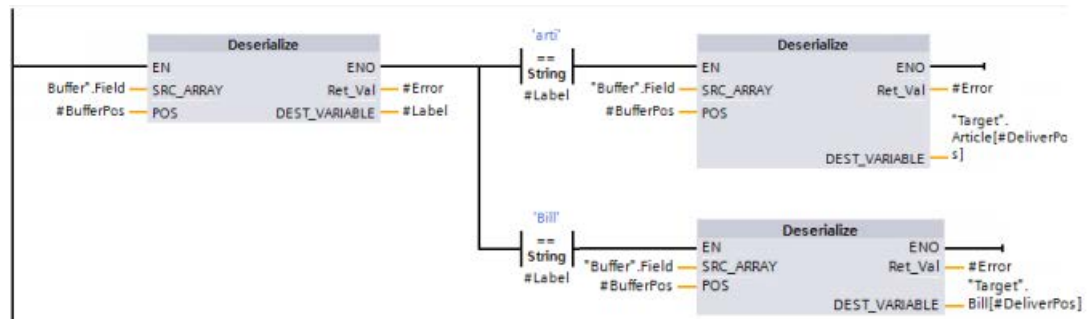 Deserialize
EN ENO
Buffer".Field SRC_ARRAY Ret_Val #Error
#BufferPos POS DEST_VARIABLE #Label
'arti'
==
String
#Label
Deserialize
EN ENO
"Buffer".Field SRC_ARRAY Ret_Val #Error
#BufferPos POS
"Target".
Article[#DeliverPo
DEST_VARIABLE s]
'Bill'
==
String
#Label
Deserialize
EN ENO
"Buffer".Field SRC_ARRAY Ret_Val #Error
#BufferPos POS "Target".
DEST_VARIABLE Bill[#DeliverPos]